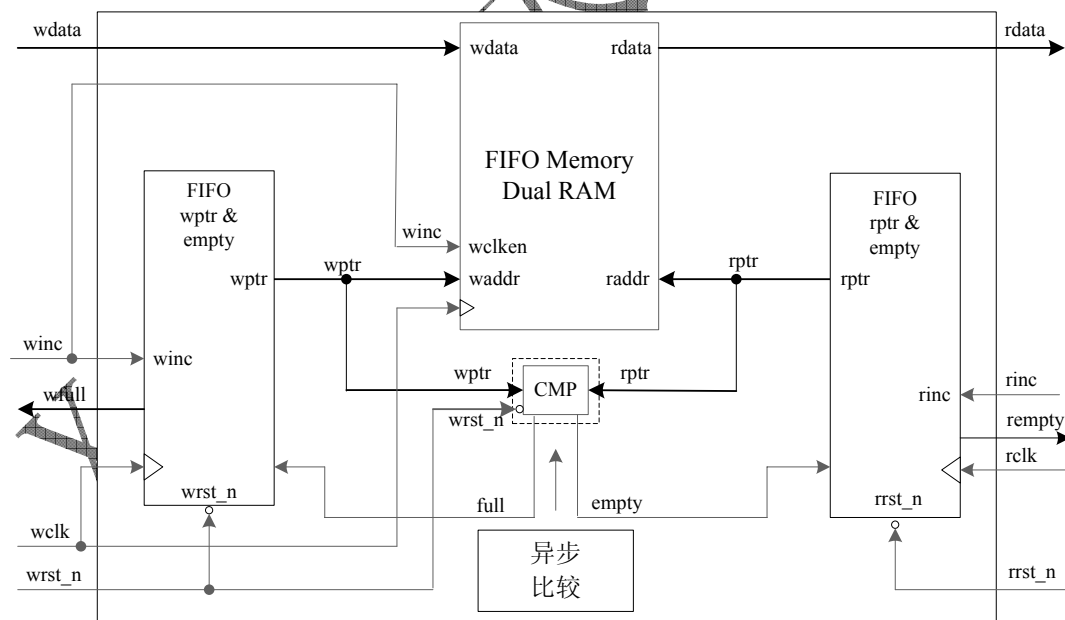 wdata
rdata
wdata
rdata
FIFO Memory
Dual RAM
FIFO
wptr &
empty
FIFO
rptr &
empty
winc
wclken
wptr
wptr
waddr
raddr
rptr
rptr
winc
winc
wptr
CMP
rptr
rinc
rinc
wfull
wrst_n
rempty
rclk
wrst_n
full
empty
rrst_n
wclk
异步
比较
wrst_n
rrst_n